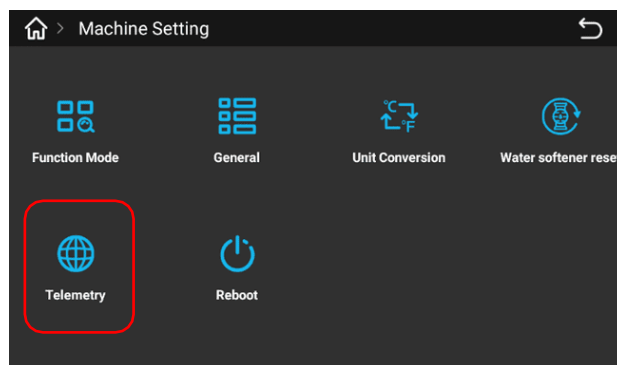 > Machine Setting
°C
°F
Function Mode
General
Unit Conversion
Water softener rese
Telemetry
Reboot